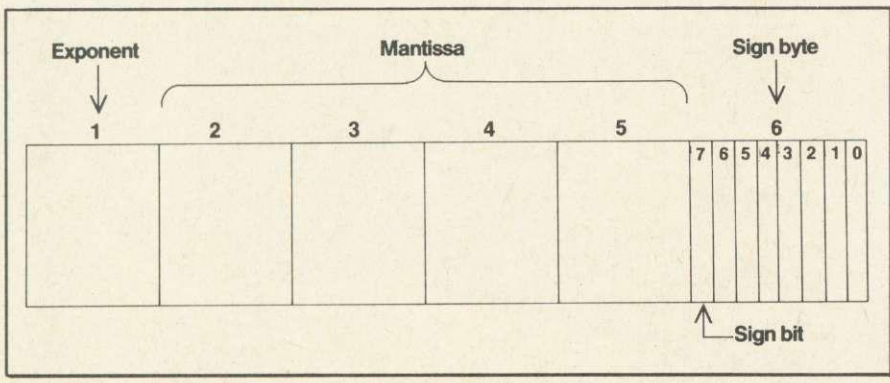 Exponent Mantissa Sign byte
1 2 3 4 5 6
7 6 5 4 3 2 1 0
Sign bit